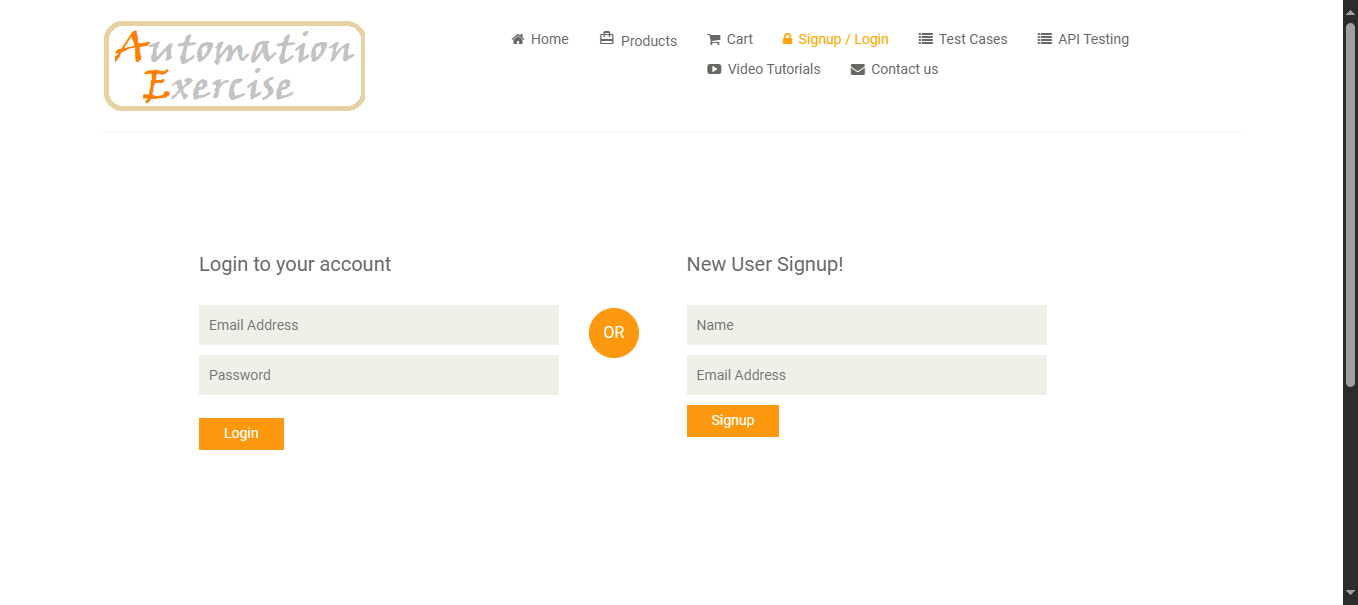 Automation
Exercise
Home Products Cart Signup / Login Test Cases API Testing
Video Tutorials Contact us
Login to your account
Email Address
Password
Login
OR
New User Signup!
Name
Email Address
Signup